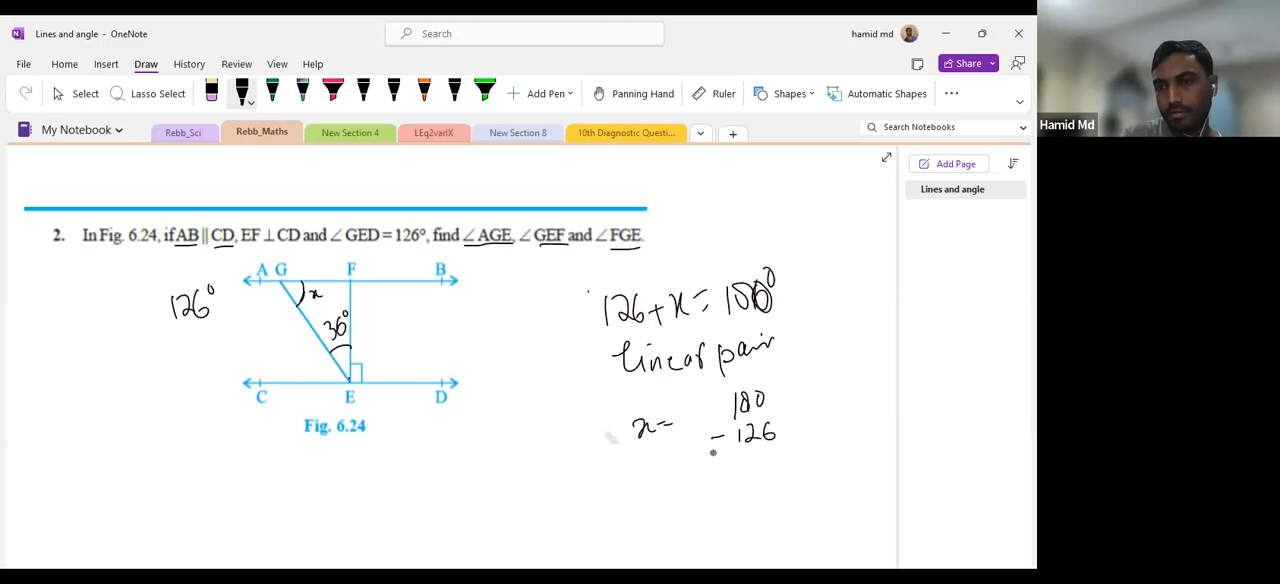 Lines and angle - OneNote
Search
hamid md
File Home Insert Draw History Review View Help
Share
Select Lasso Select Add Pen Panning Hand Ruler Shapes Automatic Shapes
My Notebook Rebb_Sci Rebb_Maths New Section 4 LEq2varIX New Section 8 10th Diagnostic Questi...
Search Notebooks
Hamid Md
Add Page
Lines and angle
2. In Fig. 6.24, if AB || CD, EF ⊥ CD and ∠ GED = 126°, find ∠ AGE, ∠ GEF and ∠ FGE.
A G F B
126°
x
36°
C E D
Fig. 6.24
126 + x = 180°
linear pair
x =
180
- 126